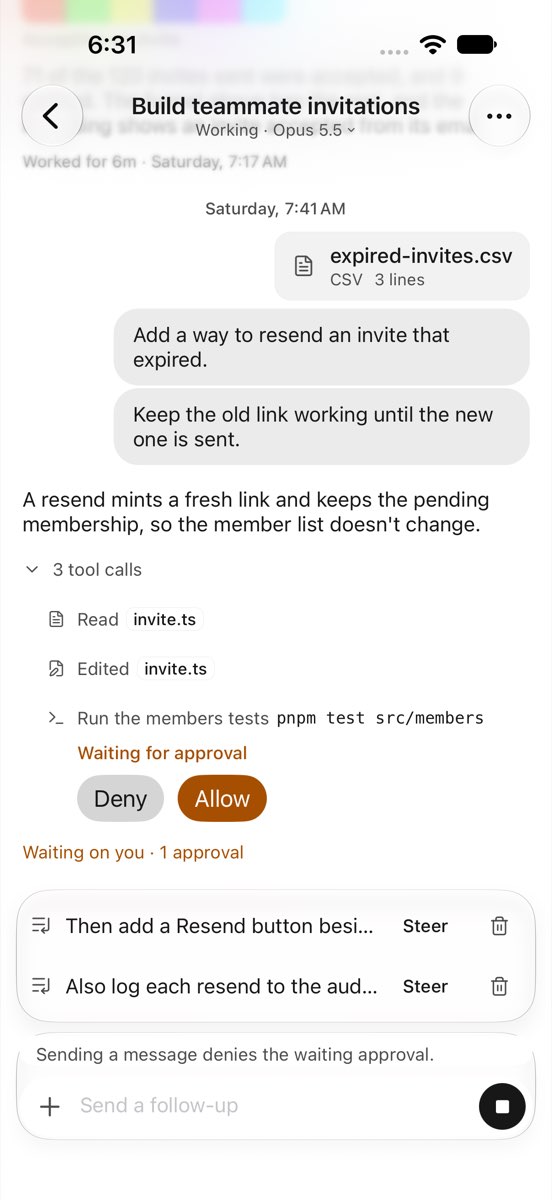 6:31
Build teammate invitations
Working · Opus 5.5
Worked for 6m · Saturday, 7:17 AM
Saturday, 7:41 AM
expired-invites.csv
CSV 3 lines
Add a way to resend an invite that
expired.
Keep the old link working until the new
one is sent.
A resend mints a fresh link and keeps the pending
membership, so the member list doesn't change.
3 tool calls
Read invite.ts
Edited invite.ts
Run the members tests pnpm test src/members
Waiting for approval
Deny
Allow
Waiting on you · 1 approval
Then add a Resend button besi... Steer
Also log each resend to the aud... Steer
Sending a message denies the waiting approval.
Send a follow-up